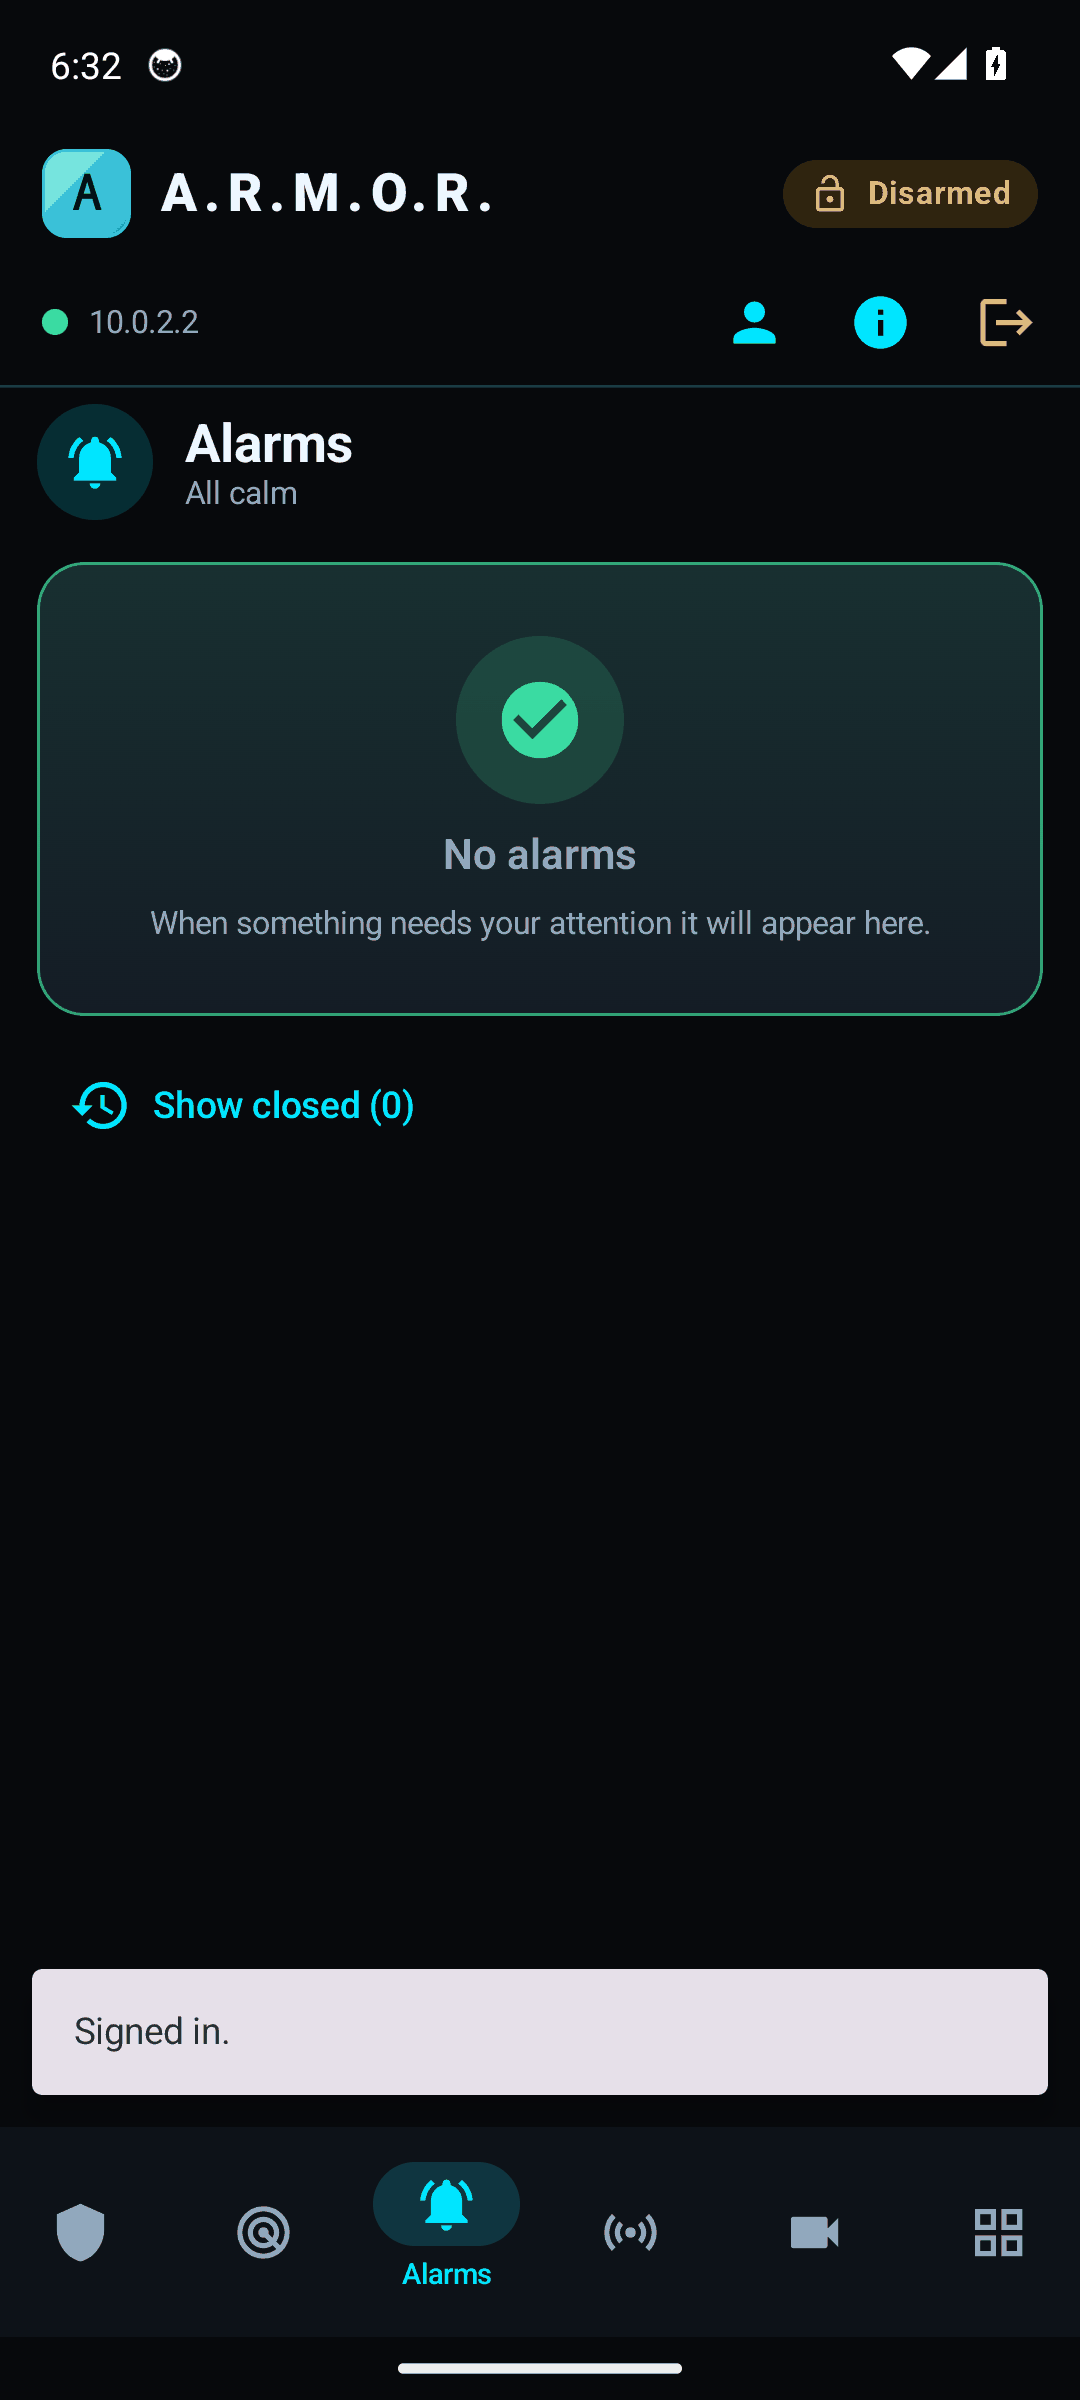 6:32
A
A.R.M.O.R.
Disarmed
10.0.2.2
Alarms
All calm
No alarms
When something needs your attention it will appear here.
Show closed (0)
Signed in.
Alarms